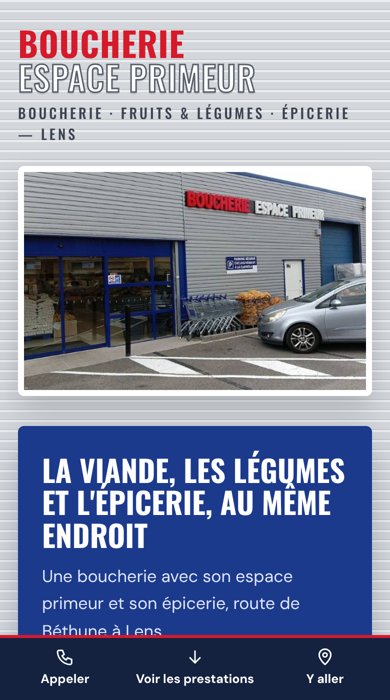 BOUCHERIE
ESPACE PRIMEUR
BOUCHERIE · FRUITS & LÉGUMES · ÉPICERIE
— LENS
BOUCHERIE ESPACE PRIMEUR
LA VIANDE, LES LÉGUMES
ET L'ÉPICERIE, AU MÊME
ENDROIT
Une boucherie avec son espace
primeur et son épicerie, route de
Béthune à Lens
Appeler
Voir les prestations
Y aller